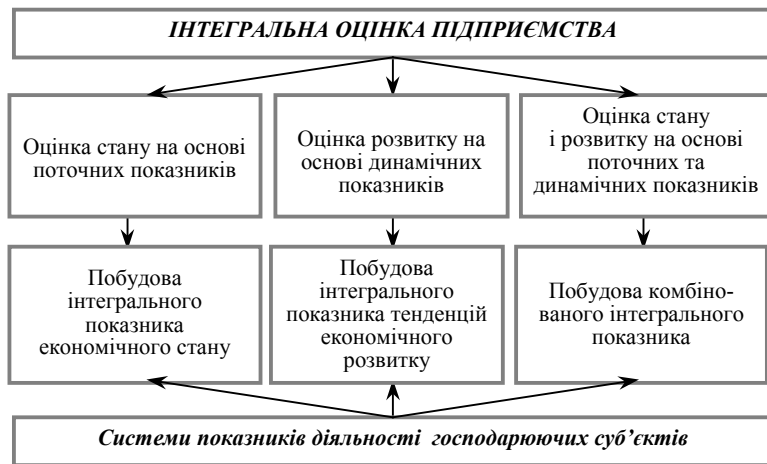 ІНТЕГРАЛЬНА ОЦІНКА ПІДПРИЄМСТВА
Оцінка стану на основі
поточних показників
Оцінка розвитку на
основі динамічних
показників
Оцінка стану
і розвитку на основі
поточних та
динамічних показників
Побудова
інтегрального
показника
економічного стану
Побудова
інтегрального
показника тенденцій
економічного
розвитку
Побудова комбіно-
ваного інтегрального
показника
Системи показників діяльності господарюючих суб’єктів